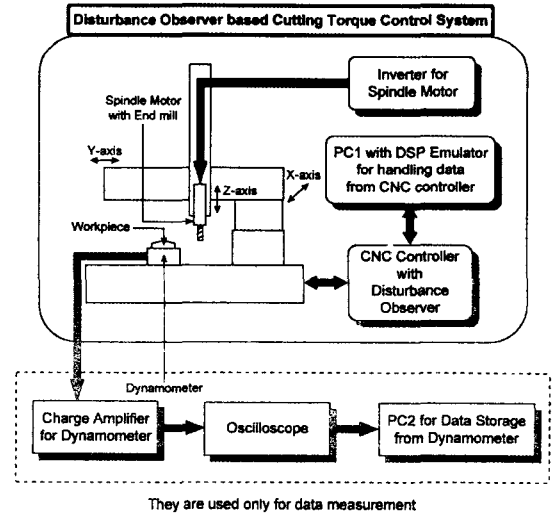 Disturbance Observer based Cutting Torque Control System
Inverter for
Spindle Motor
Spindle Motor
with End mill
Y-axis
X-axis
Z-axis
PC1 with DSP Emulator
for handling data
from CNC controller
Workpiece
CNC Controller
with
Disturbance
Observer
Dynamometer
Charge Amplifier
for Dynamometer
Oscilloscope
PC2 for Data Storage
from Dynamometer
They are used only for data measurement